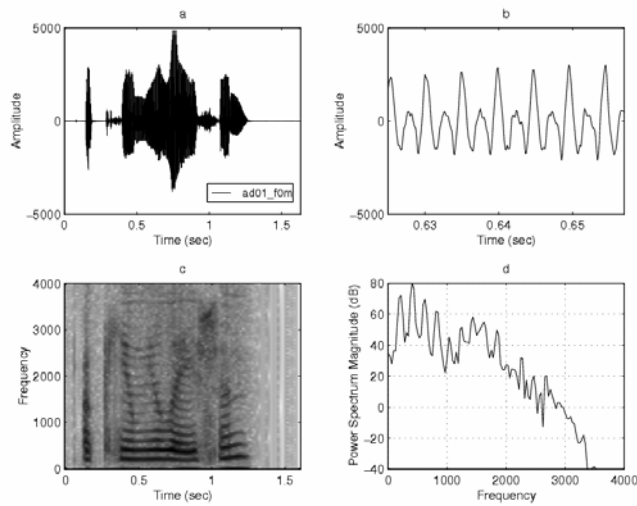 a
5000
0
-5000
Amplitude
ad01_f0m
0 0.5 1 1.5
Time (sec)
b
5000
0
-5000
Amplitude
0.63 0.64 0.65
Time (sec)
c
4000
3000
2000
1000
0
Frequency
0 0.5 1 1.5
Time (sec)
d
80
60
40
20
0
-20
-40
Power Spectrum Magnitude (dB)
0 1000 2000 3000 4000
Frequency